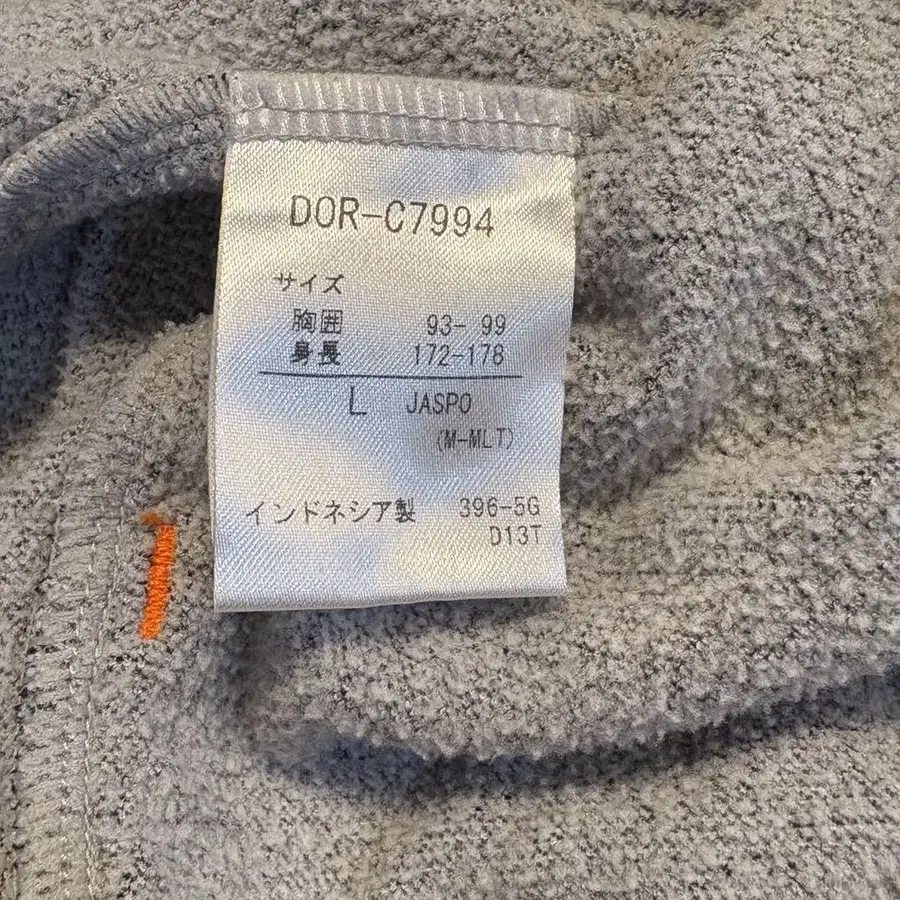 DOR-C7994
サイズ
胸囲 93- 99
身長 172-178
L JASPO
(M-MLT)
インドネシア製 396-5G
D13T